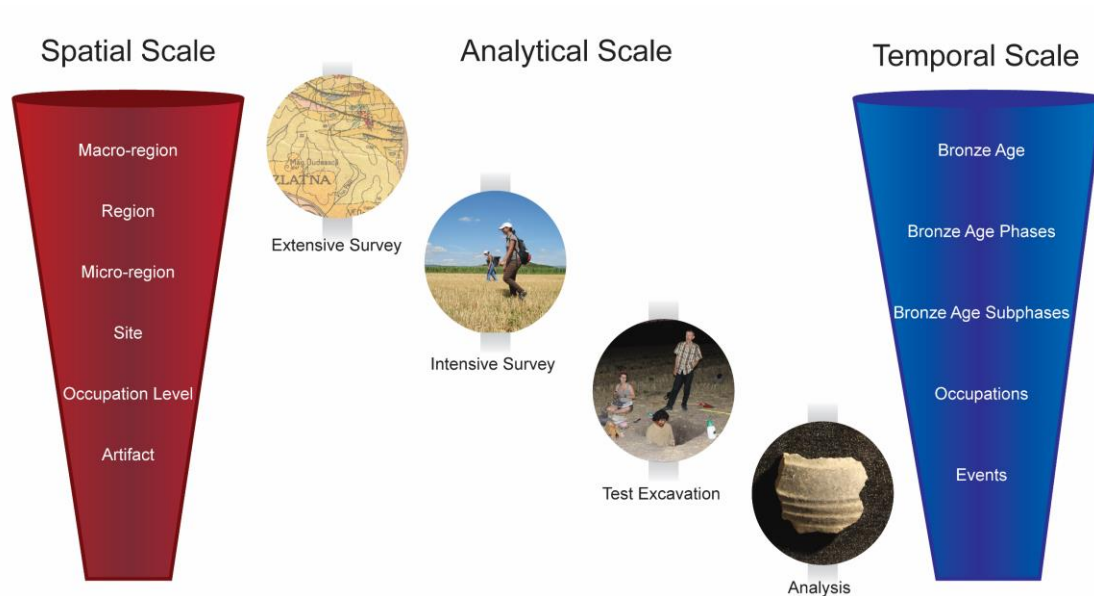 Spatial Scale
Analytical Scale
Temporal Scale
Macro-region
Region
Micro-region
Site
Occupation Level
Artifact
ZLATNA
Extensive Survey
Intensive Survey
Test Excavation
Analysis
Bronze Age
Bronze Age Phases
Bronze Age Subphases
Occupations
Events